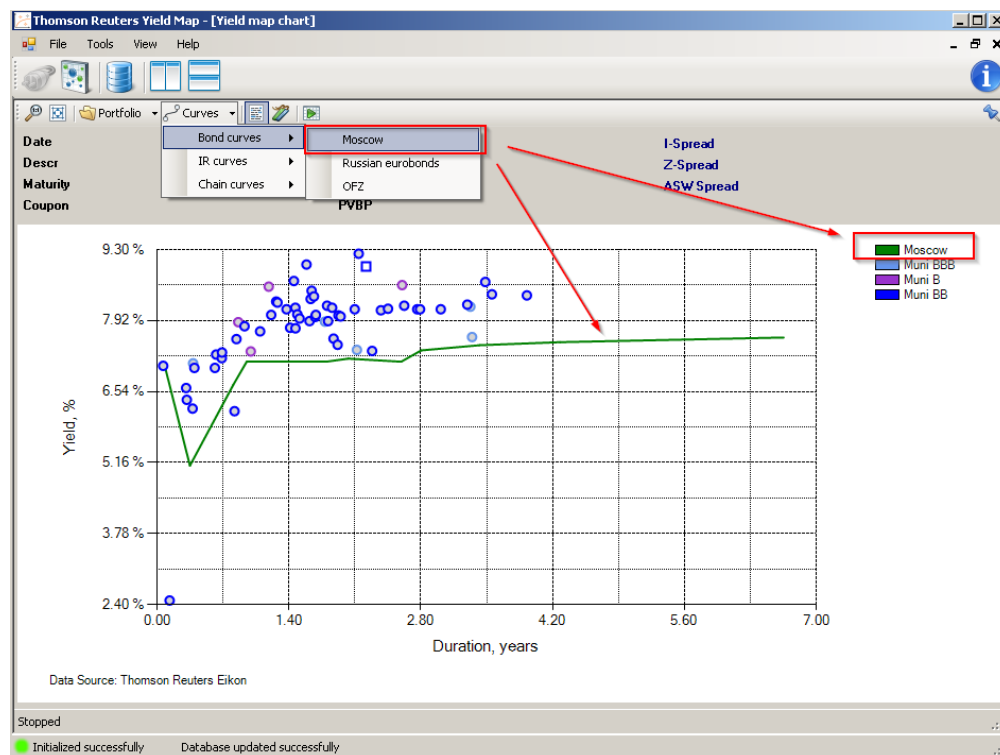 Thomson Reuters Yield Map - [Yield map chart]
File Tools View Help
Portfolio Curves
Date I-Spread
Descr Z-Spread
Maturity ASW Spread
Coupon PVBP
Bond curves
IR curves
Chain curves
Moscow
Russian eurobonds
OFZ
Moscow
Muni BBB
Muni B
Muni BB
9.30 %
7.92 %
6.54 %
5.16 %
3.78 %
2.40 %
Yield, %
0.00 1.40 2.80 4.20 5.60 7.00
Duration, years
Data Source: Thomson Reuters Eikon
Stopped
Initialized successfully Database updated successfully